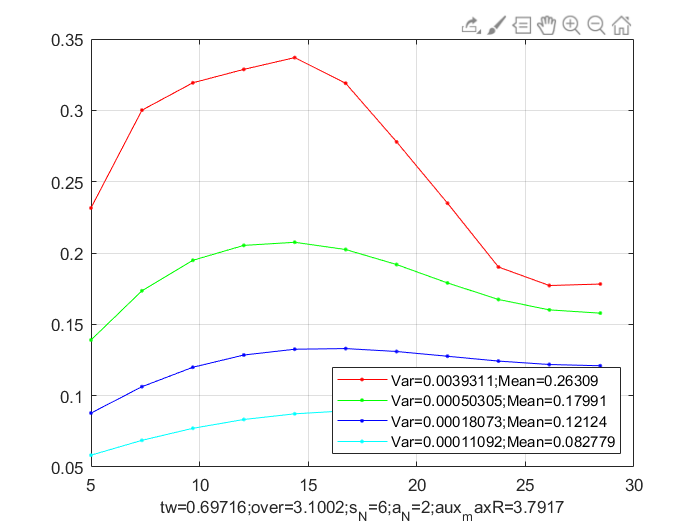 0.35
0.3
0.25
0.2
0.15
0.1
0.05
Var=0.0039311;Mean=0.26309
Var=0.00050305;Mean=0.17991
Var=0.00018073;Mean=0.12124
Var=0.00011092;Mean=0.082779
5 10 15 20 25 30
tw=0.69716;over=3.1002;s_N=6;a_N=2;aux_maxR=3.7917